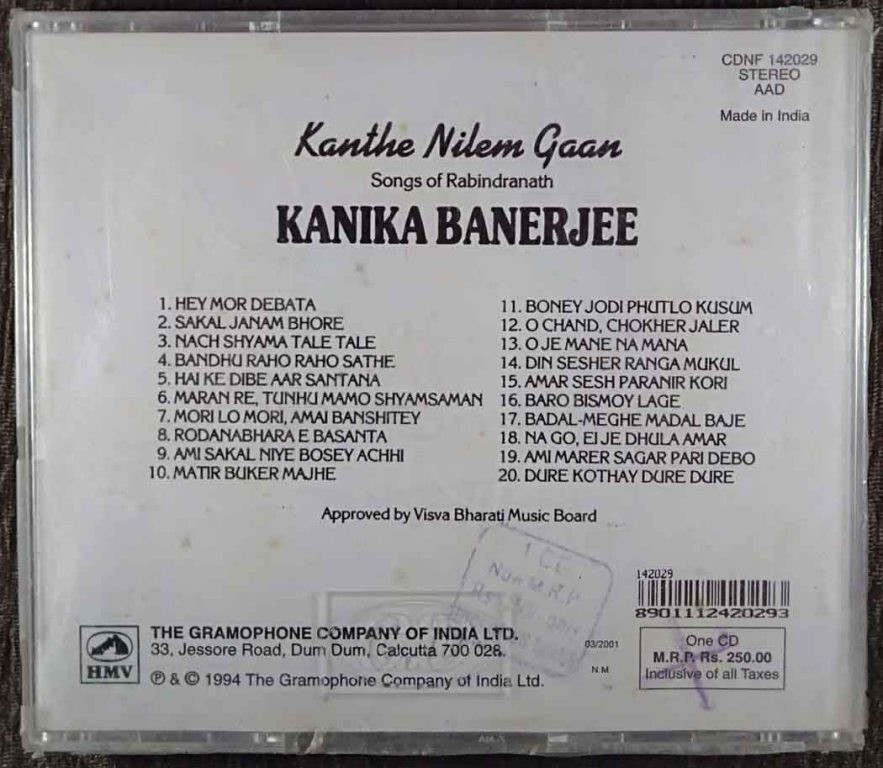 CDNF 142029
STEREO
AAD
Made in India
Kanthe Nilem Gaan
Songs of Rabindranath
KANIKA BANERJEE
1. HEY MOR DEBATA
2. SAKAL JANAM BHORE
3. NACH SHYAMA TALE TALE
4. BANDHU RAHO RAHO SATHE
5. HAI KE DIBE AAR SANTANA
6. MARAN RE, TUNHU MAMO SHYAMSAMAN
7. MORI LO MORI, AMAI BANSHITEY
8. RODANABHARA E BASANTA
9. AMI SAKAL NIYE BOSEY ACHHI
10. MATIR BUKER MAJHE
11. BONEY JODI PHUTLO KUSUM
12. O CHAND, CHOKHER JALER
13. O JE MANE NA MANA
14. DIN SESHER RANGA MUKUL
15. AMAR SESH PARANIR KORI
16. BARO BISMOY LAGE
17. BADAL-MEGHE MADAL BAJE
18. NA GO, EI JE DHULA AMAR
19. AMI MARER SAGAR PARI DEBO
20. DURE KOTHAY DURE DURE
Approved by Visva Bharati Music Board
1 CD
M.R.P
Rs
142029
8901112420293
HMV
THE GRAMOPHONE COMPANY OF INDIA LTD.
33, Jessore Road, Dum Dum, Calcutta 700 028.
℗ & © 1994 The Gramophone Company of India Ltd.
03/2001
N.M
One CD
M.R.P. Rs. 250.00
Inclusive of all Taxes